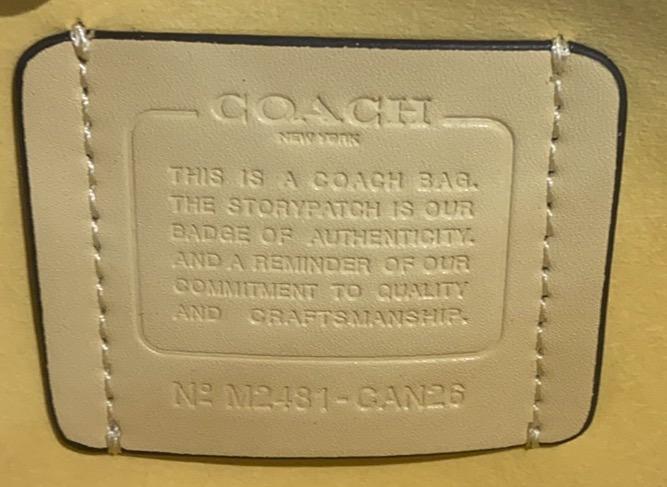 COACH
NEW YORK
THIS IS A COACH BAG.
THE STORYPATCH IS OUR
BADGE OF AUTHENTICITY.
AND A REMINDER OF OUR
COMMITMENT TO QUALITY
AND CRAFTSMANSHIP.
Nº M2481-CAN26